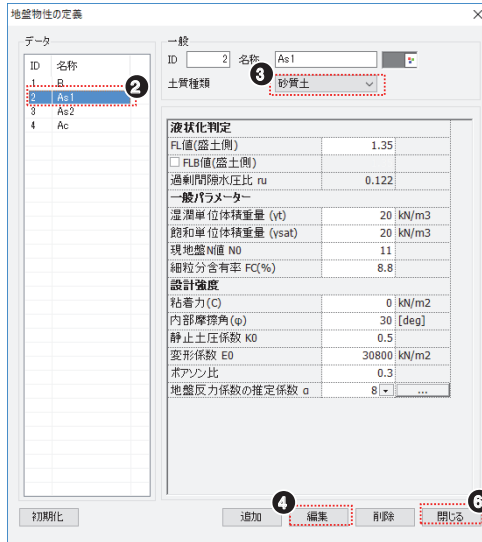 地盤物性の定義
データ
ID 名称
1 B
2 As1
3 As2
4 Ac
2
一般
ID 2 名称 As1
3
土質種類 砂質土
液状化判定
FL値(盛土側) 1.35
FLB値(盛土側)
過剰間隙水圧比 ru 0.122
一般パラメーター
湿潤単位体積重量 (γt) 20 kN/m3
飽和単位体積重量 (γsat) 20 kN/m3
現地盤N値 N0 11
細粒分含有率 FC(%) 8.8
設計強度
粘着力(C) 0 kN/m2
内部摩擦角(φ) 30 [deg]
静止土圧係数 K0 0.5
変形係数 E0 30800 kN/m2
ポアソン比 0.3
地盤反力係数の推定係数 α 8 ...
4
6
初期化 追加 編集 削除 閉じる